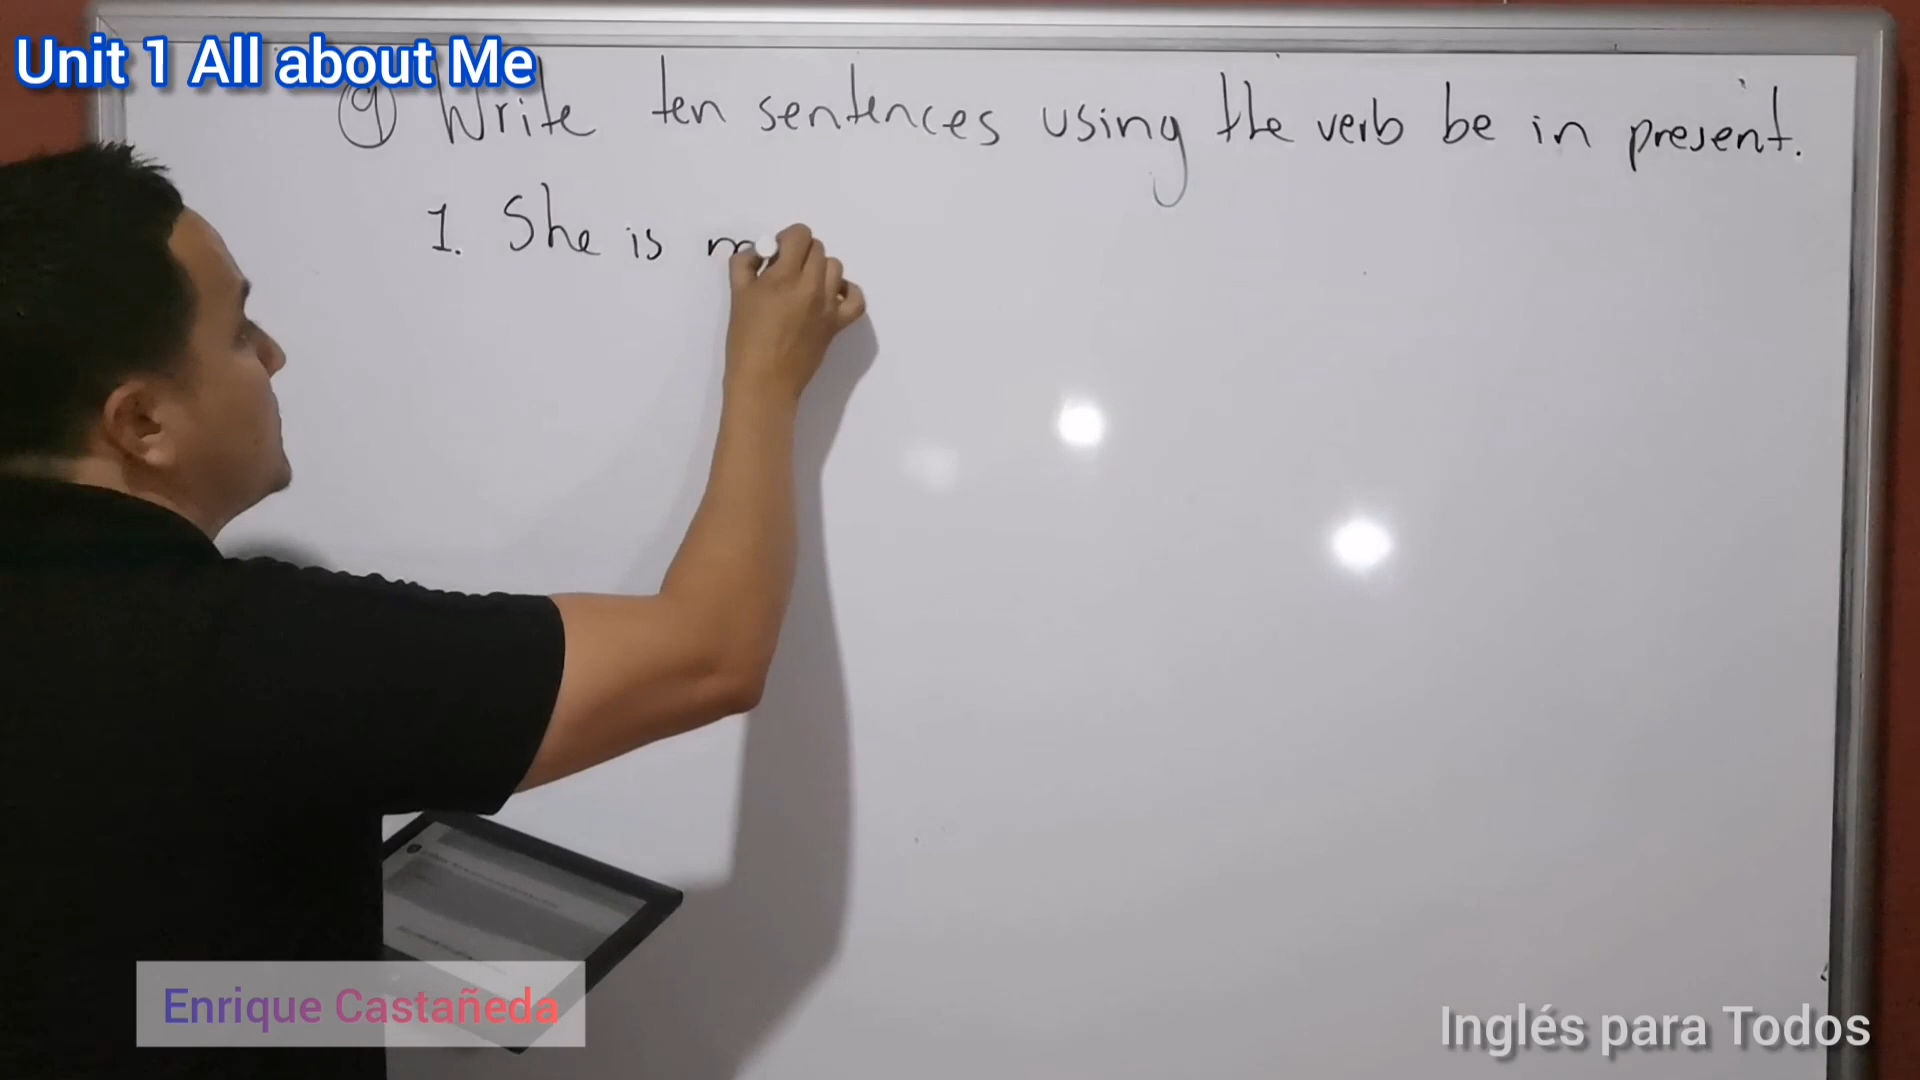 Unit 1 All about Me
9 Write ten sentences using the verb be in present.
1. She is m
Enrique Castañeda
Inglés para Todos